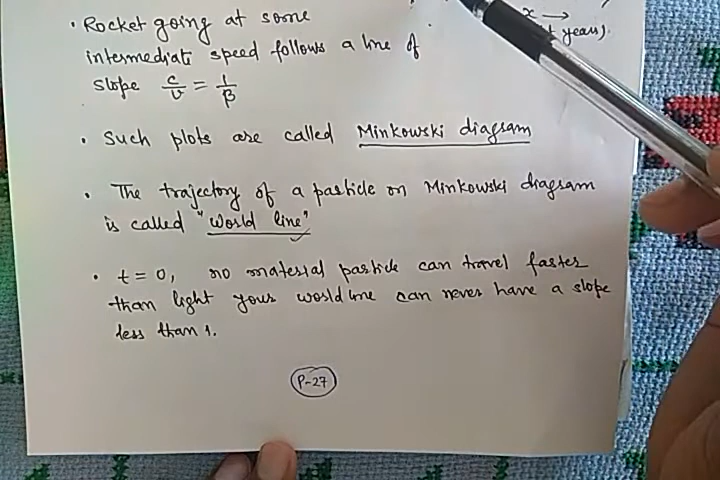 x →
years).
• Rocket going at some
intermediate speed follows a line of
slope c/v = 1/β
• Such plots are called Minkowski diagram
• The trajectory of a particle on Minkowski diagram
is called "World line"
• t = 0, no material particle can travel faster
than light your worldline can never have a slope
less than 1.
P-27